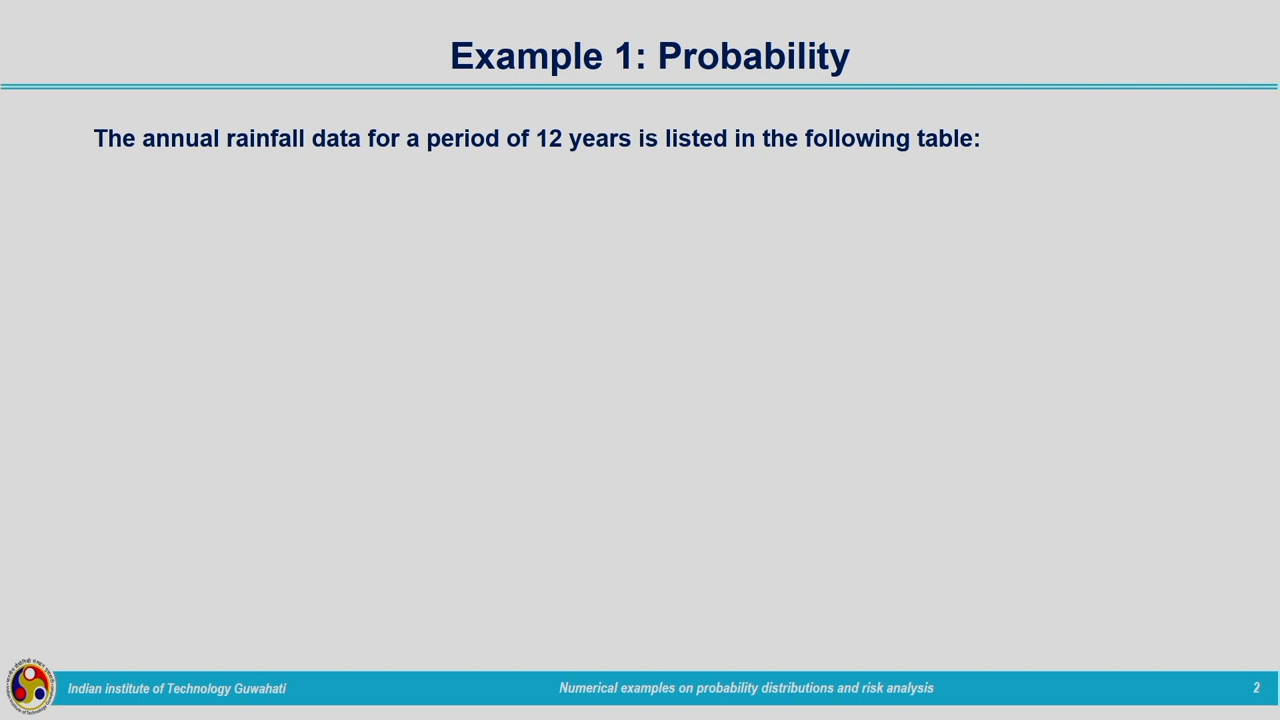 Example 1: Probability
The annual rainfall data for a period of 12 years is listed in the following table:
Indian institute of Technology Guwahati
Numerical examples on probability distributions and risk analysis
2